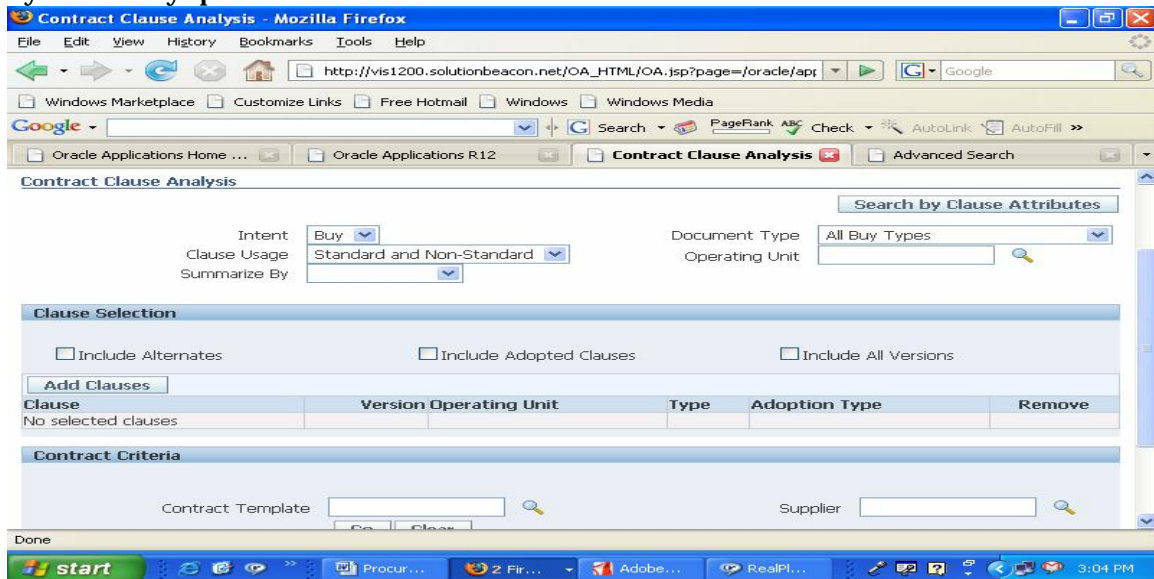 Contract Clause Analysis - Mozilla Firefox
File Edit View History Bookmarks Tools Help
http://vis1200.solutionbeacon.net/OA_HTML/OA.jsp?page=/oracle/app G Google
Windows Marketplace Customize Links Free Hotmail Windows Windows Media
Google G Search PageRank ABC Check AutoLink AutoFill »
Oracle Applications Home ... Oracle Applications R12 Contract Clause Analysis Advanced Search
Contract Clause Analysis
Search by Clause Attributes
Intent Buy Document Type All Buy Types
Clause Usage Standard and Non-Standard Operating Unit
Summarize By
Clause Selection
Include Alternates Include Adopted Clauses Include All Versions
Add Clauses
Clause Version Operating Unit Type Adoption Type Remove
No selected clauses
Contract Criteria
Contract Template Supplier
Go Clear
Done
start » Procur... 2 Fir... Adobe... RealPl... 3:04 PM